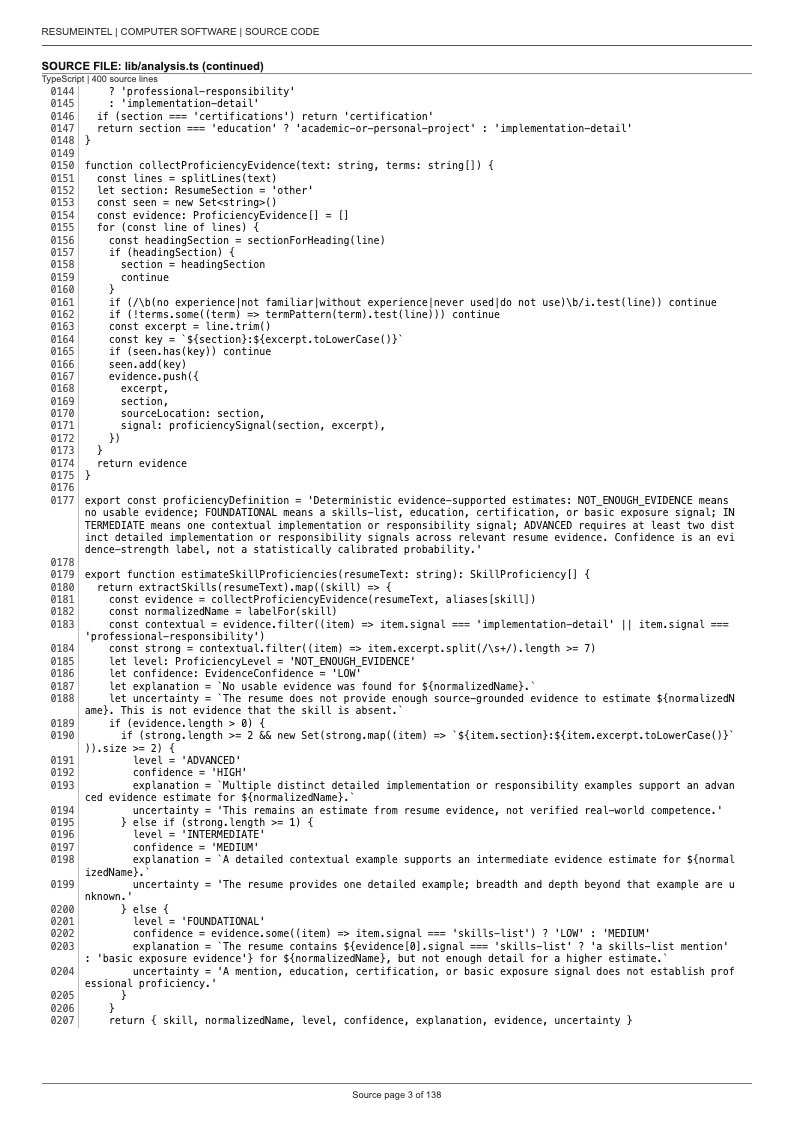 RESUMEINTEL | COMPUTER SOFTWARE | SOURCE CODE
SOURCE FILE: lib/analysis.ts (continued)
TypeScript | 400 source lines
0144     ? 'professional-responsibility'
0145     : 'implementation-detail'
0146   if (section === 'certifications') return 'certification'
0147   return section === 'education' ? 'academic-or-personal-project' : 'implementation-detail'
0148 }
0149
0150 function collectProficiencyEvidence(text: string, terms: string[]) {
0151   const lines = splitLines(text)
0152   let section: ResumeSection = 'other'
0153   const seen = new Set<string>()
0154   const evidence: ProficiencyEvidence[] = []
0155   for (const line of lines) {
0156     const headingSection = sectionForHeading(line)
0157     if (headingSection) {
0158       section = headingSection
0159       continue
0160     }
0161     if (/\b(no experience|not familiar|without experience|never used|do not use)\b/i.test(line)) continue
0162     if (!terms.some((term) => termPattern(term).test(line))) continue
0163     const excerpt = line.trim()
0164     const key = `${section}:${excerpt.toLowerCase()}`
0165     if (seen.has(key)) continue
0166     seen.add(key)
0167     evidence.push({
0168       excerpt,
0169       section,
0170       sourceLocation: section,
0171       signal: proficiencySignal(section, excerpt),
0172     })
0173   }
0174   return evidence
0175 }
0176
0177 export const proficiencyDefinition = 'Deterministic evidence-supported estimates: NOT_ENOUGH_EVIDENCE means
no usable evidence; FOUNDATIONAL means a skills-list, education, certification, or basic exposure signal; IN
TERMEDIATE means one contextual implementation or responsibility signal; ADVANCED requires at least two dist
inct detailed implementation or responsibility signals across relevant resume evidence. Confidence is an evi
dence-strength label, not a statistically calibrated probability.'
0178
0179 export function estimateSkillProficiencies(resumeText: string): SkillProficiency[] {
0180   return extractSkills(resumeText).map((skill) => {
0181     const evidence = collectProficiencyEvidence(resumeText, aliases[skill])
0182     const normalizedName = labelFor(skill)
0183     const contextual = evidence.filter((item) => item.signal === 'implementation-detail' || item.signal ===
'professional-responsibility')
0184     const strong = contextual.filter((item) => item.excerpt.split(/\s+/).length >= 7)
0185     let level: ProficiencyLevel = 'NOT_ENOUGH_EVIDENCE'
0186     let confidence: EvidenceConfidence = 'LOW'
0187     let explanation = `No usable evidence was found for ${normalizedName}.`
0188     let uncertainty = `The resume does not provide enough source-grounded evidence to estimate ${normalizedN
ame}. This is not evidence that the skill is absent.`
0189     if (evidence.length > 0) {
0190       if (strong.length >= 2 && new Set(strong.map((item) => `${item.section}:${item.excerpt.toLowerCase()}`
)).size >= 2) {
0191         level = 'ADVANCED'
0192         confidence = 'HIGH'
0193         explanation = `Multiple distinct detailed implementation or responsibility examples support an advan
ced evidence estimate for ${normalizedName}.`
0194         uncertainty = 'This remains an estimate from resume evidence, not verified real-world competence.'
0195       } else if (strong.length >= 1) {
0196         level = 'INTERMEDIATE'
0197         confidence = 'MEDIUM'
0198         explanation = `A detailed contextual example supports an intermediate evidence estimate for ${normal
izedName}.`
0199         uncertainty = 'The resume provides one detailed example; breadth and depth beyond that example are u
nknown.'
0200       } else {
0201         level = 'FOUNDATIONAL'
0202         confidence = evidence.some((item) => item.signal === 'skills-list') ? 'LOW' : 'MEDIUM'
0203         explanation = `The resume contains ${evidence[0].signal === 'skills-list' ? 'a skills-list mention'
: 'basic exposure evidence'} for ${normalizedName}, but not enough detail for a higher estimate.`
0204         uncertainty = 'A mention, education, certification, or basic exposure signal does not establish prof
essional proficiency.'
0205       }
0206     }
0207     return { skill, normalizedName, level, confidence, explanation, evidence, uncertainty }
Source page 3 of 138